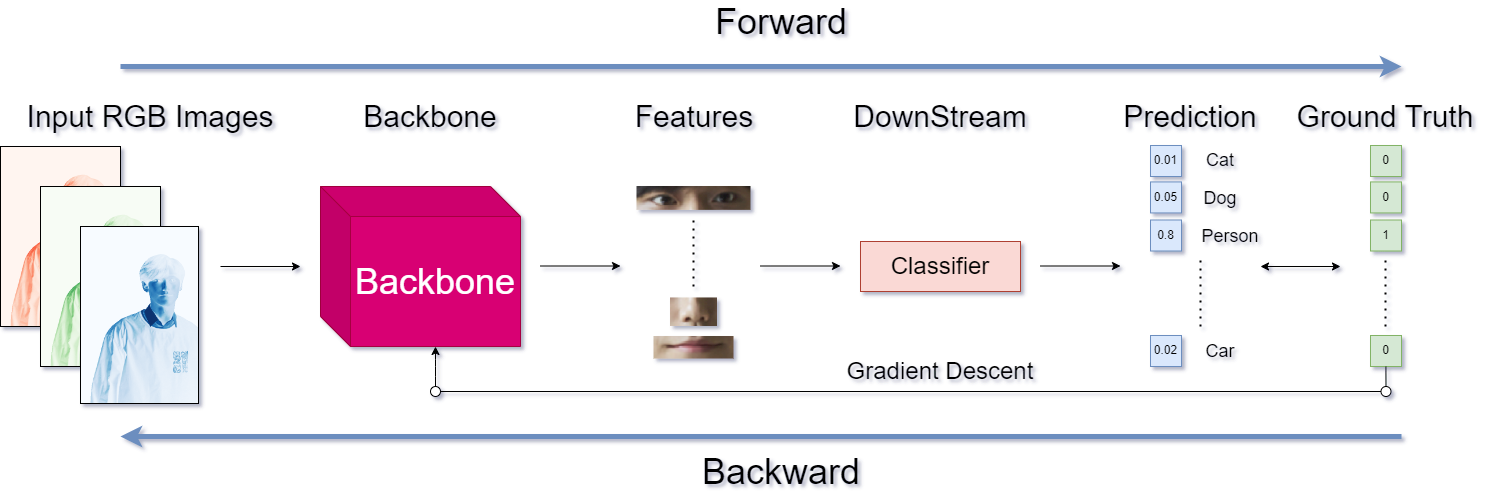 Forward
Input RGB Images
Backbone
Features
DownStream
Prediction
Ground Truth
0.01 Cat 0
0.05 Dog 0
0.8 Person 1
Backbone
Classifier
0.02 Car 0
Gradient Descent
Backward